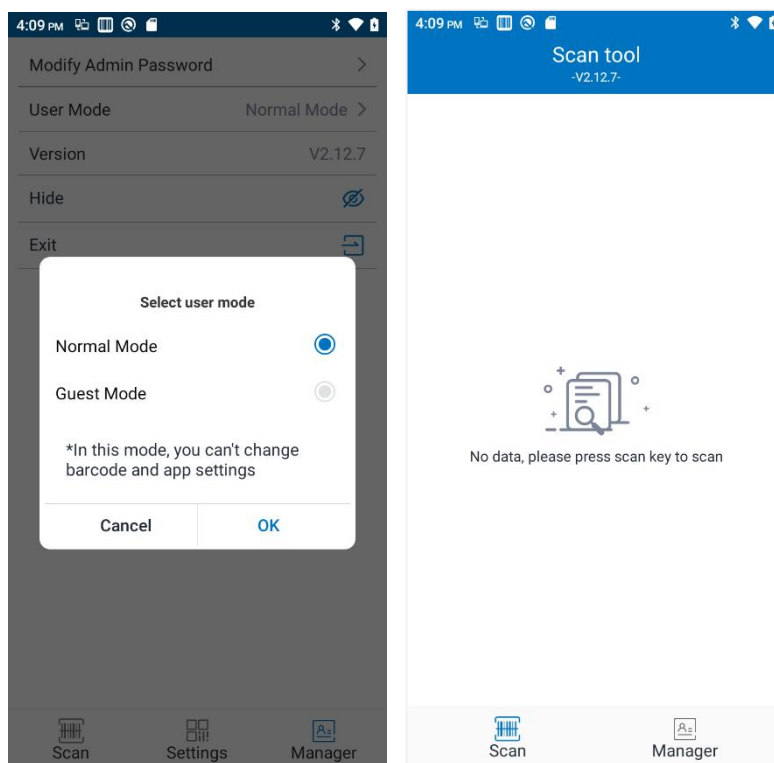 4:09 PM
Modify Admin Password
User Mode Normal Mode
Version V2.12.7
Hide
Exit
Select user mode
Normal Mode
Guest Mode
*In this mode, you can't change
barcode and app settings
Cancel OK
Scan Settings Manager
4:09 PM
Scan tool
-V2.12.7-
No data, please press scan key to scan
Scan Manager